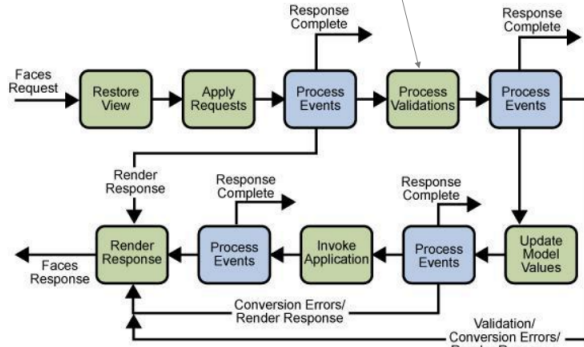 Response
Complete
Response
Complete
Faces
Request
Restore
View
Apply
Requests
Process
Events
Process
Validations
Process
Events
Render
Response
Response
Complete
Response
Complete
Render
Response
Process
Events
Invoke
Application
Process
Events
Update
Model
Values
Faces
Response
Conversion Errors/
Render Response
Validation/
Conversion Errors/